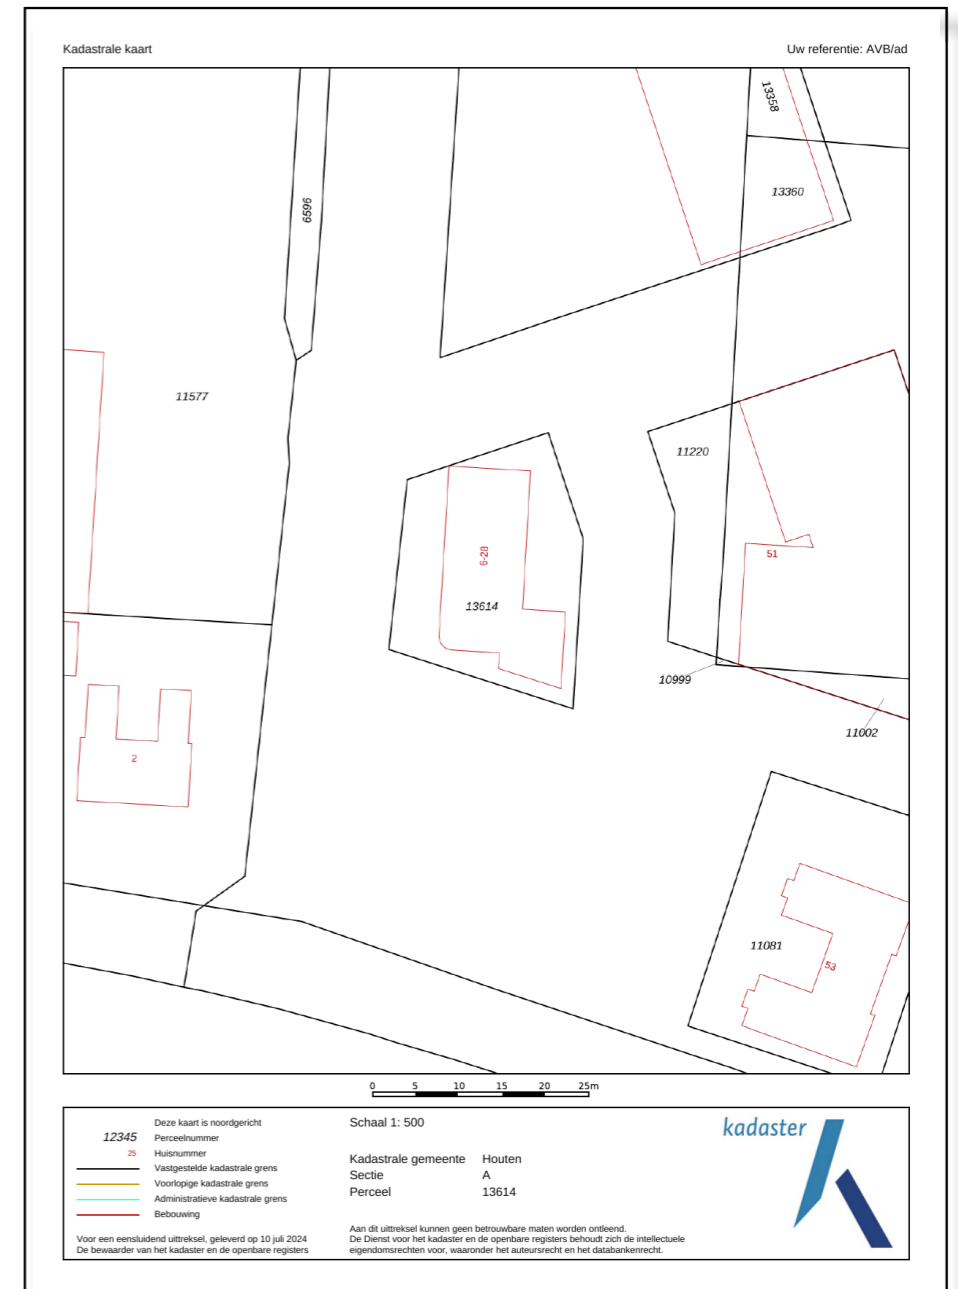 Kadastrale kaart
Uw referentie: AVB/ad
13358
13360
6596
11577
11220
6-28
51
13614
10999
11002
2
11081
53
0 5 10 15 20 25m
12345
25
Deze kaart is noordgericht
Perceelnummer
Huisnummer
Vastgestelde kadastrale grens
Voorlopige kadastrale grens
Administratieve kadastrale grens
Bebouwing
Voor een eensluidend uittreksel, geleverd op 10 juli 2024
De bewaarder van het kadaster en de openbare registers
Schaal 1: 500
Kadastrale gemeente Houten
Sectie A
Perceel 13614
Aan dit uittreksel kunnen geen betrouwbare maten worden ontleend.
De Dienst voor het kadaster en de openbare registers behoudt zich de intellectuele
eigendomsrechten voor, waaronder het auteursrecht en het databankenrecht.
kadaster